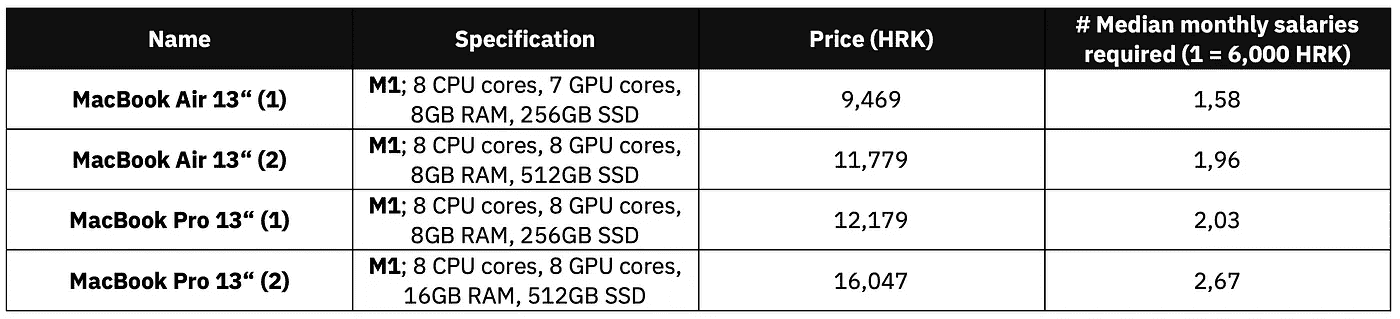 Name Specification Price (HRK) # Median monthly salaries
required (1 = 6,000 HRK)
MacBook Air 13“ (1) M1; 8 CPU cores, 7 GPU cores, 9,469 1,58
8GB RAM, 256GB SSD
MacBook Air 13“ (2) M1; 8 CPU cores, 8 GPU cores, 11,779 1,96
8GB RAM, 512GB SSD
MacBook Pro 13“ (1) M1; 8 CPU cores, 8 GPU cores, 12,179 2,03
8GB RAM, 256GB SSD
MacBook Pro 13“ (2) M1; 8 CPU cores, 8 GPU cores, 16,047 2,67
16GB RAM, 512GB SSD